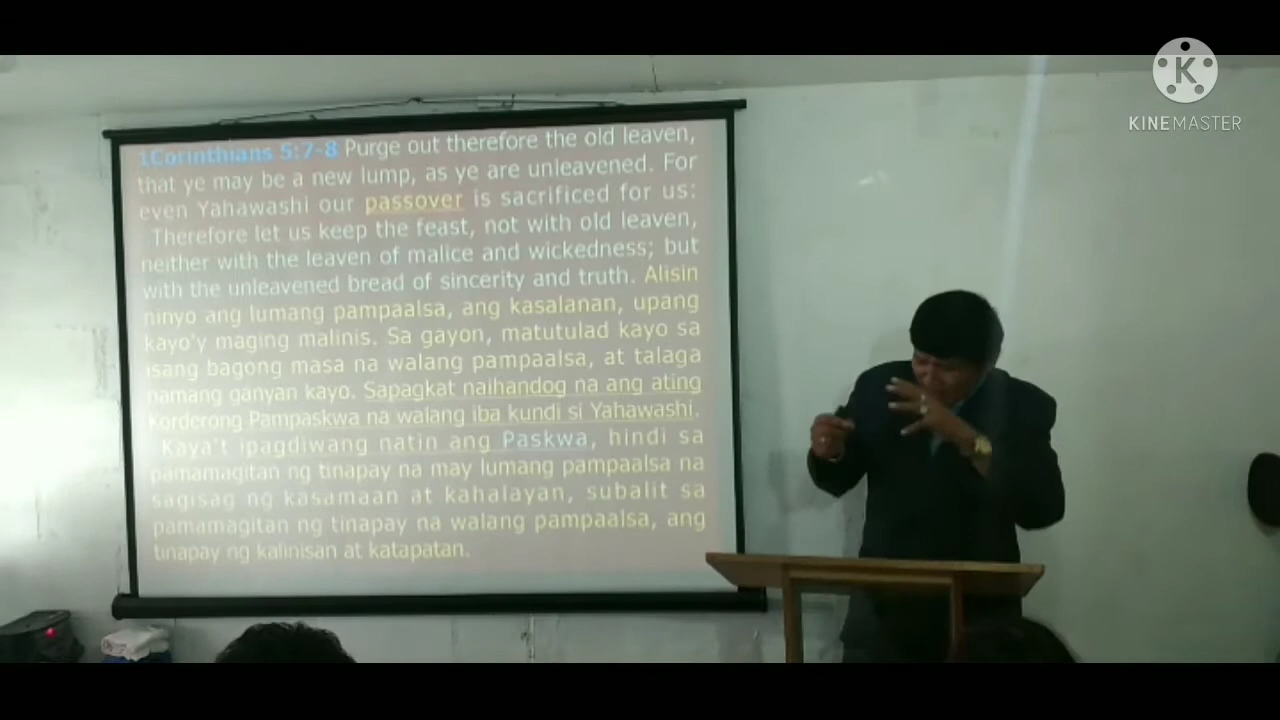 1Corinthians 5:7-8 Purge out therefore the old leaven,
that ye may be a new lump, as ye are unleavened. For
even Yahawashi our passover is sacrificed for us:
Therefore let us keep the feast, not with old leaven,
neither with the leaven of malice and wickedness; but
with the unleavened bread of sincerity and truth. Alisin
ninyo ang lumang pampaalsa, ang kasalanan, upang
kayo'y maging malinis. Sa gayon, matutulad kayo sa
isang bagong masa na walang pampaalsa, at talaga
namang ganyan kayo. Sapagkat naihandog na ang ating
Korderong Pampaskwa na walang iba kundi si Yahawashi.
Kaya't ipagdiwang natin ang Paskwa, hindi sa
pamamagitan ng tinapay na may lumang pampaalsa na
sagisag ng kasamaan at kahalayan, subalit sa
pamamagitan ng tinapay na walang pampaalsa, ang
tinapay ng kalinisan at katapatan.
K
KINEMASTER